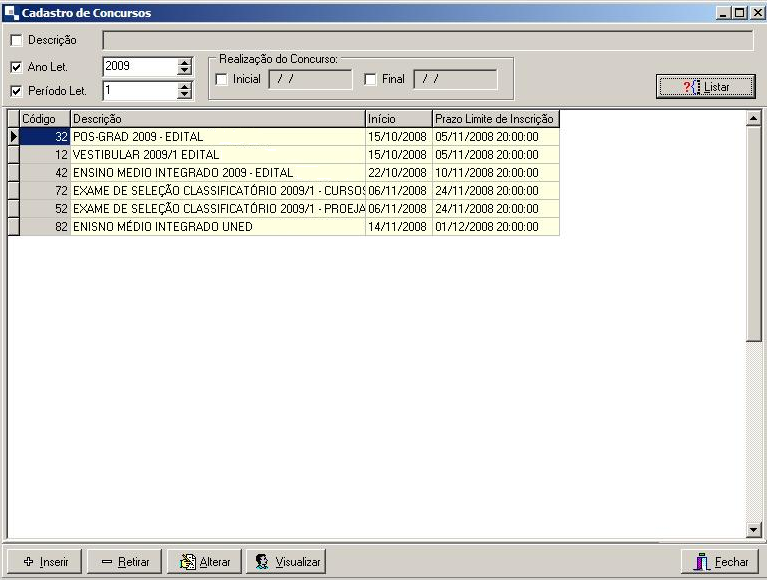 Cadastro de Concursos
Descrição
Ano Let. 2009
Período Let. 1
Realização do Concurso:
Inicial / / Final / /
Listar
Código Descrição Início Prazo Limite de Inscrição
32 POS-GRAD 2009 - EDITAL 15/10/2008 05/11/2008 20:00:00
12 VESTIBULAR 2009/1 EDITAL 15/10/2008 05/11/2008 20:00:00
42 ENSINO MEDIO INTEGRADO 2009 - EDITAL 22/10/2008 10/11/2008 20:00:00
72 EXAME DE SELEÇÃO CLASSIFICATÓRIO 2009/1 - CURSOS 06/11/2008 24/11/2008 20:00:00
52 EXAME DE SELEÇÃO CLASSIFICATÓRIO 2009/1 - PROEJA 06/11/2008 24/11/2008 20:00:00
82 ENISNO MÉDIO INTEGRADO UNED 14/11/2008 01/12/2008 20:00:00
Inserir Retirar Alterar Visualizar Fechar